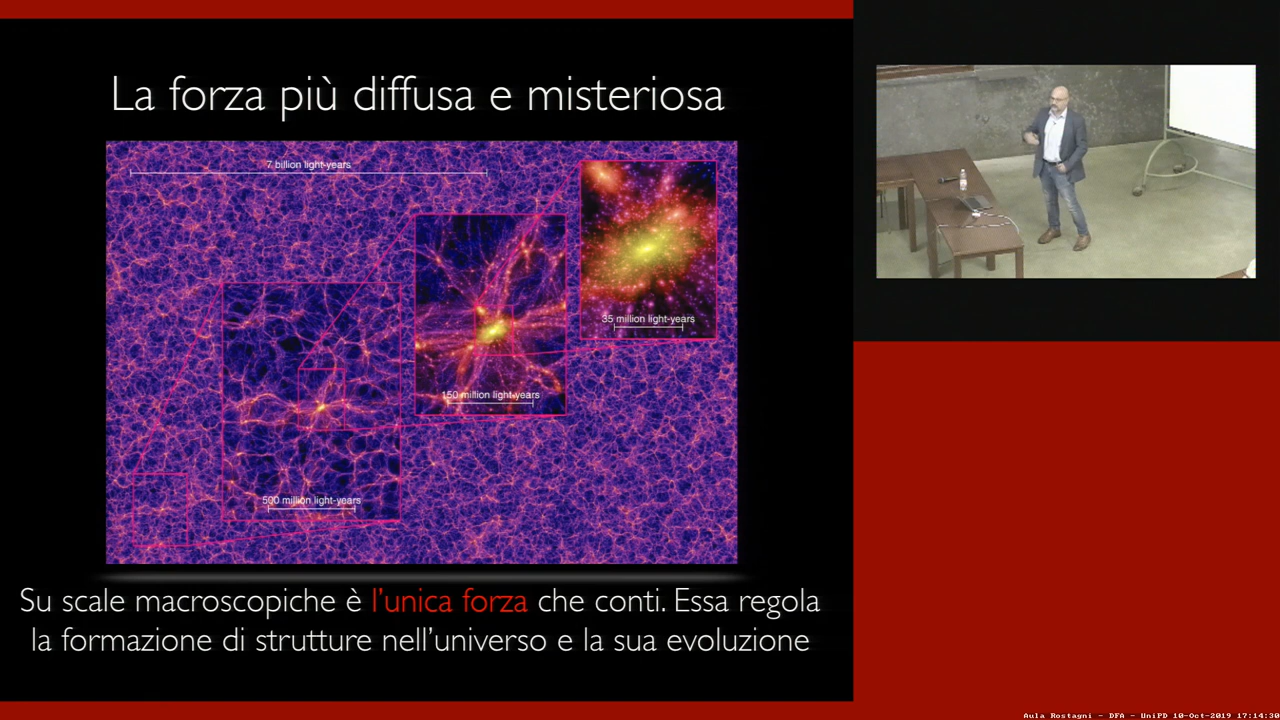 La forza più diffusa e misteriosa
7 billion light-years
35 million light-years
150 million light-years
500 million light-years
Su scale macroscopiche è l'unica forza che conti. Essa regola
la formazione di strutture nell'universo e la sua evoluzione
Aula Rostagni - DFA - UniPD 10-Oct-2019 17:14:30